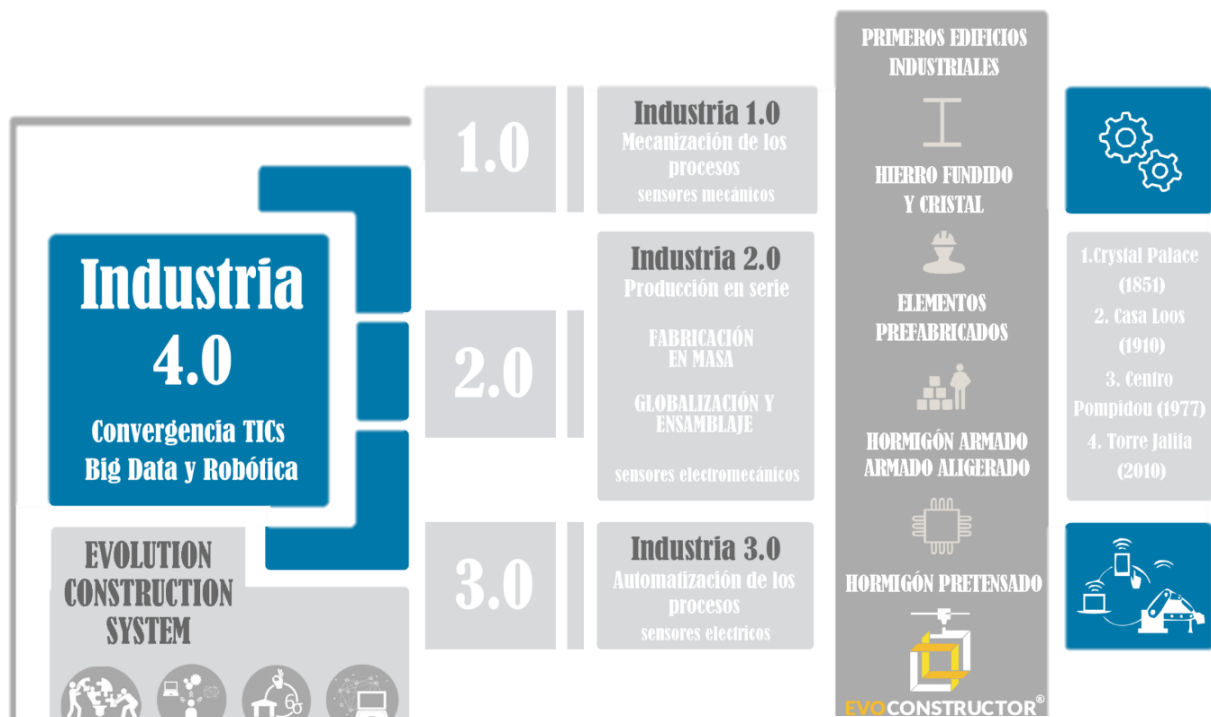 Industria
4.0
Convergencia TICs
Big Data y Robótica
EVOLUTION
CONSTRUCTION
SYSTEM
1.0
2.0
3.0
Industria 1.0
Mecanización de los
procesos
sensores mecánicos
Industria 2.0
Producción en serie
FABRICACIÓN
EN MASA
GLOBALIZACIÓN Y
ENSAMBLAJE
sensores electromecánicos
Industria 3.0
Automatización de los
procesos
sensores electricos
PRIMEROS EDIFICIOS
INDUSTRIALES
HIERRO FUNDIDO
Y CRISTAL
ELEMENTOS
PREFABRICADOS
HORMIGÓN ARMADO
ARMADO ALIGERADO
HORMIGÓN PRETENSADO
EVOCONSTRUCTOR®
1.Crystal Palace
(1851)
2. Casa Loos
(1910)
3. Centro
Pompidou (1977)
4. Torre Jalifa
(2010)